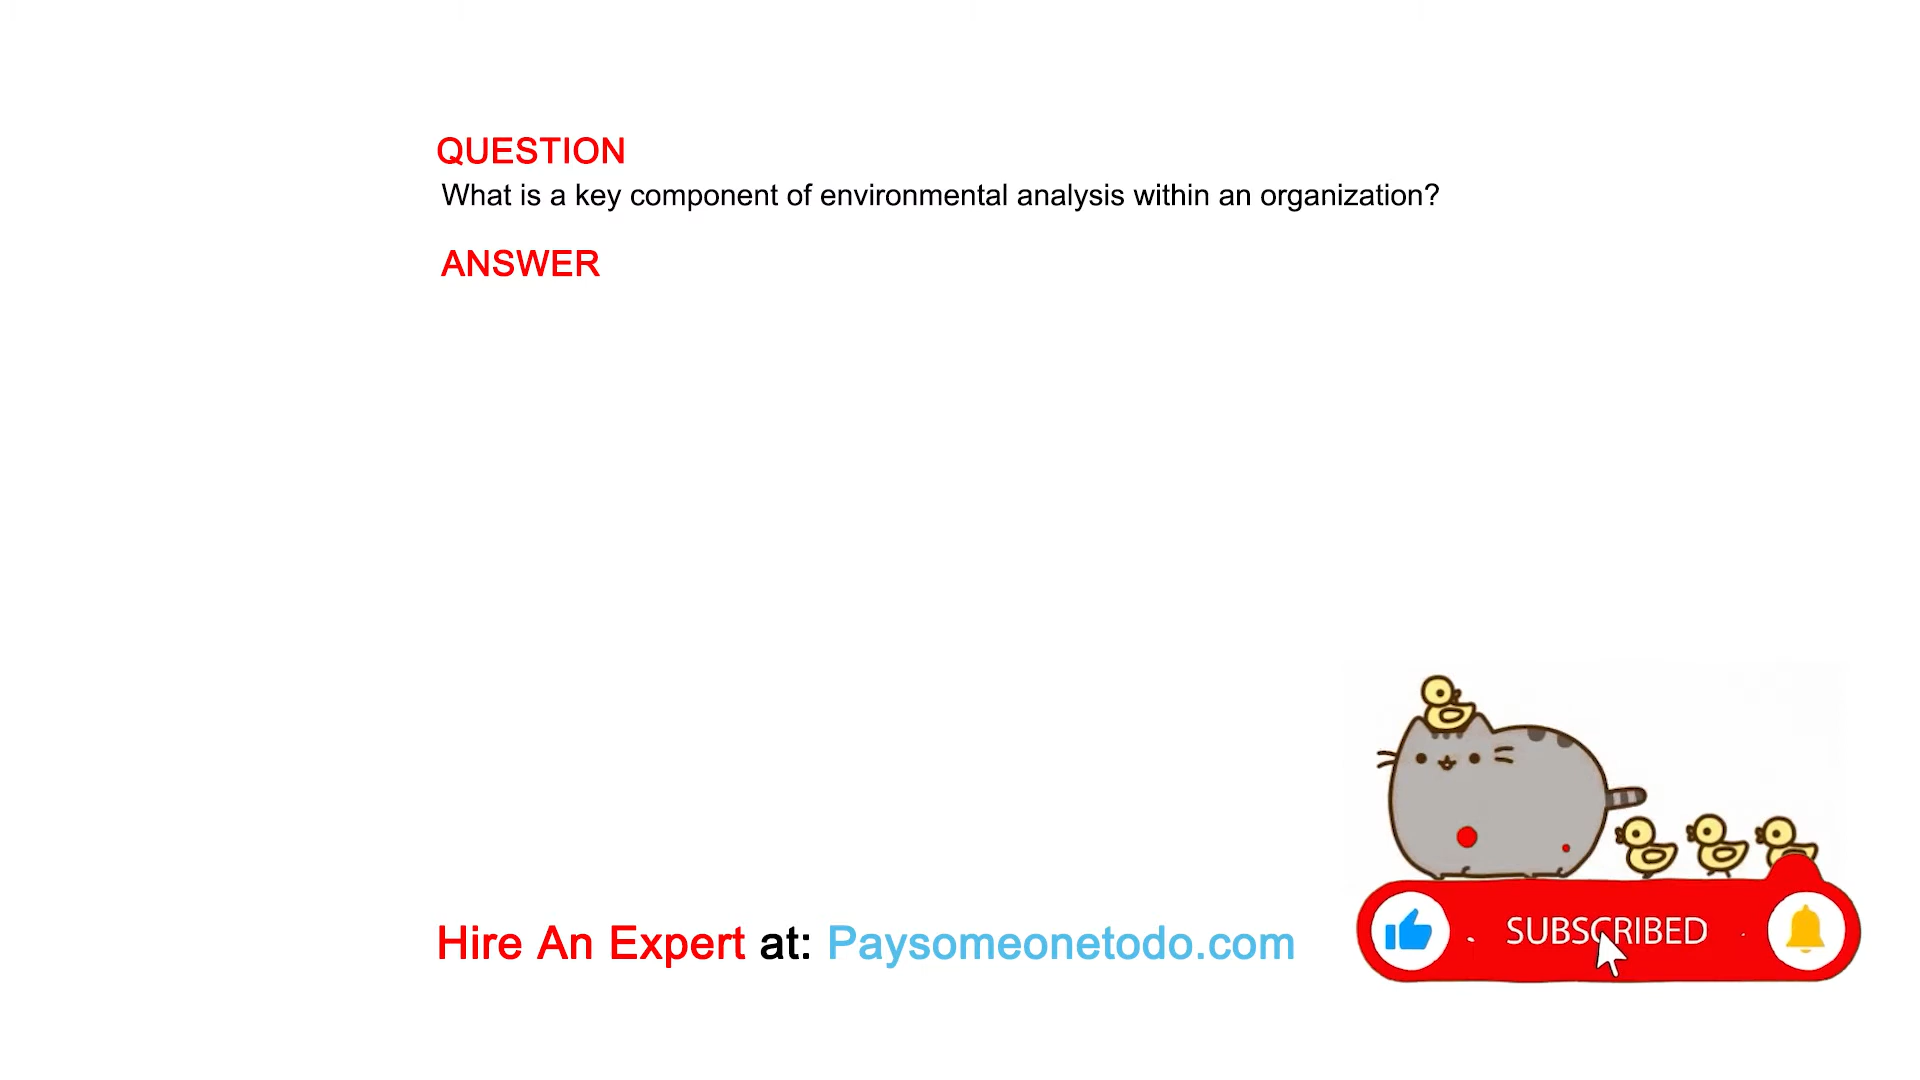 QUESTION
What is a key component of environmental analysis within an organization?
ANSWER
Hire An Expert at: Paysomeonetodo.com
SUBSCRIBED